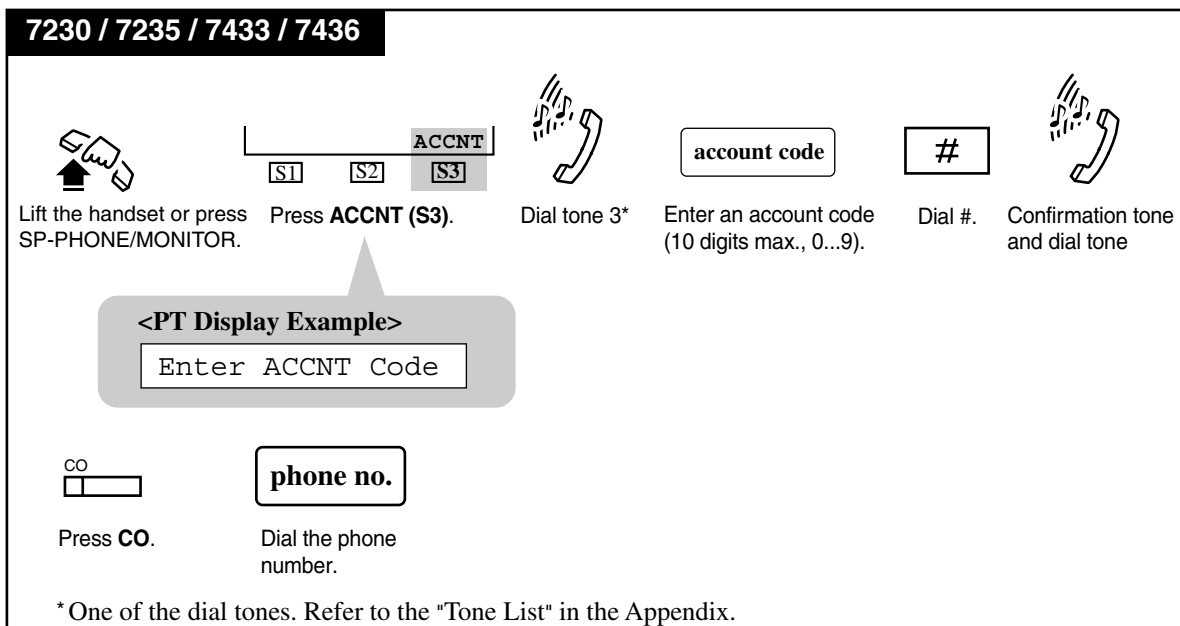 7230 / 7235 / 7433 / 7436
ACCNT
S1 S2 S3
account code
#
Lift the handset or press
SP-PHONE/MONITOR.
Press ACCNT (S3).
Dial tone 3*
Enter an account code
(10 digits max., 0...9).
Dial #.
Confirmation tone
and dial tone
<PT Display Example>
Enter ACCNT Code
CO
phone no.
Press CO.
Dial the phone
number.
*One of the dial tones. Refer to the "Tone List" in the Appendix.